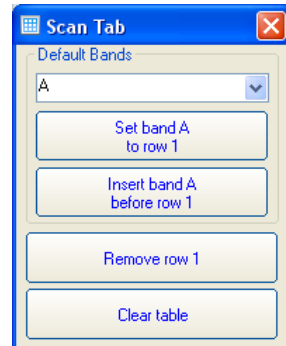 Scan Tab
Default Bands
A
Set band A
to row 1
Insert band A
before row 1
Remove row 1
Clear table